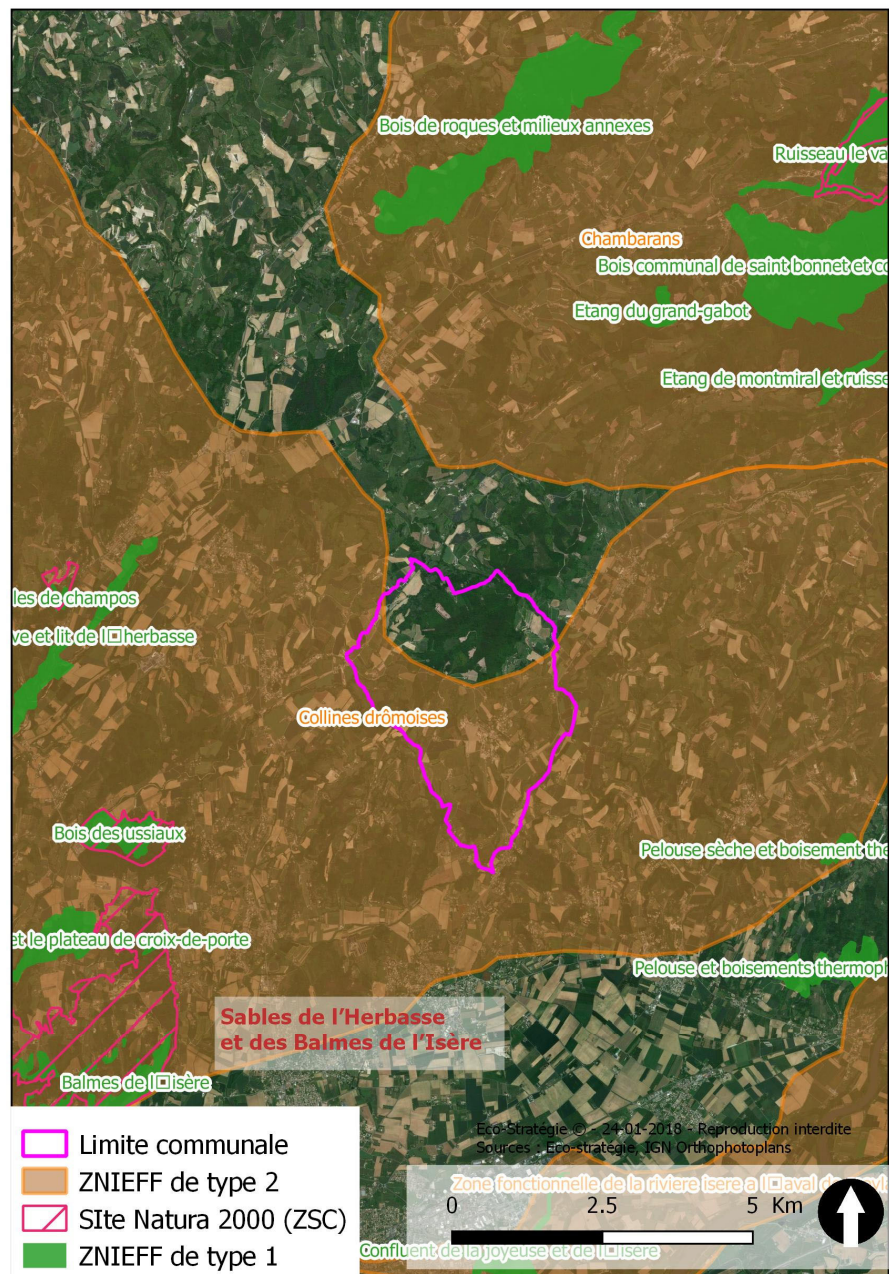 Bois de roques et milieux annexes
Ruisseau le va
Chambarans
Bois communal de saint bonnet et co
Etang du grand-gabot
Etang de montmiral et ruisse
les de champos
ve et lit de l□herbasse
Collines drômoises
Bois des ussiaux
Pelouse sèche et boisement the
et le plateau de croix-de-porte
Pelouse et boisements thermopl
Sables de l'Herbasse
et des Balmes de l'Isère
Balmes de l□isère
Limite communale
ZNIEFF de type 2
SIte Natura 2000 (ZSC)
ZNIEFF de type 1
Eco-Stratégie © - 24-01-2018 - Reproduction interdite
Sources : Eco-stratégie, IGN Orthophotoplans
Zone fonctionnelle de la riviere isere a l□aval de
0 2.5 5 Km
Confluent de la joyeuse et de l□isère